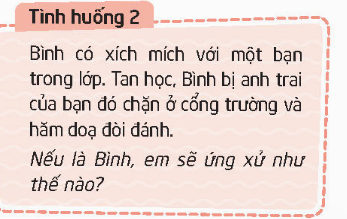 Tình huống 2
Bình có xích mích với một bạn
trong lớp. Tan học, Bình bị anh trai
của bạn đó chặn ở cổng trường và
hăm doạ đòi đánh.
Nếu là Bình, em sẽ ứng xử như
thế nào?